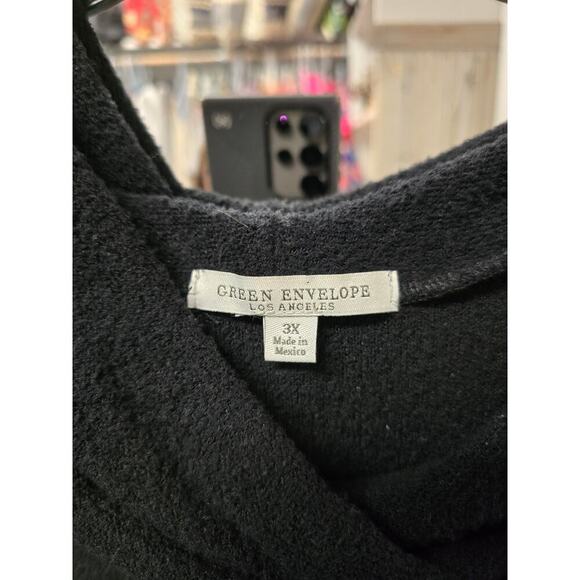 GREEN ENVELOPE
LOS ANGELES
3X
Made in
Mexico